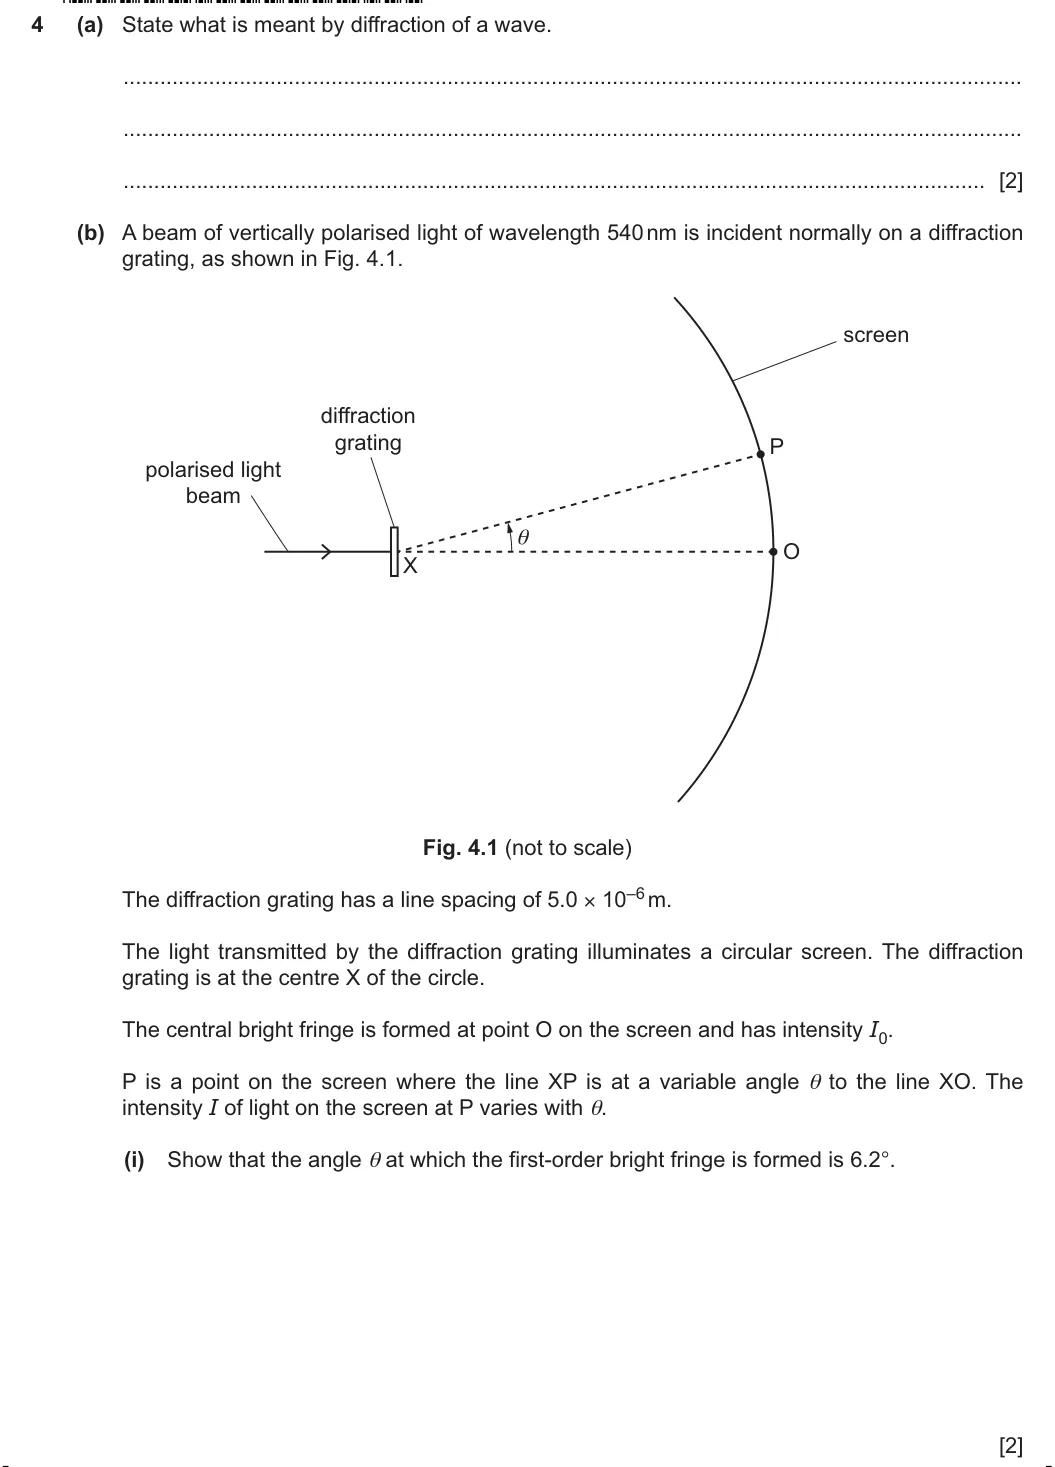 4 (a) State what is meant by diffraction of a wave.
..........................................................................................................................................................
..........................................................................................................................................................
.................................................................................................................................................... [2]
(b) A beam of vertically polarised light of wavelength 540 nm is incident normally on a diffraction
grating, as shown in Fig. 4.1.
screen
diffraction
grating
P
polarised light
beam
θ
O
X
Fig. 4.1 (not to scale)
The diffraction grating has a line spacing of 5.0 × 10⁻⁶ m.
The light transmitted by the diffraction grating illuminates a circular screen. The diffraction
grating is at the centre X of the circle.
The central bright fringe is formed at point O on the screen and has intensity I₀.
P is a point on the screen where the line XP is at a variable angle θ to the line XO. The
intensity I of light on the screen at P varies with θ.
(i) Show that the angle θ at which the first-order bright fringe is formed is 6.2°.
[2]